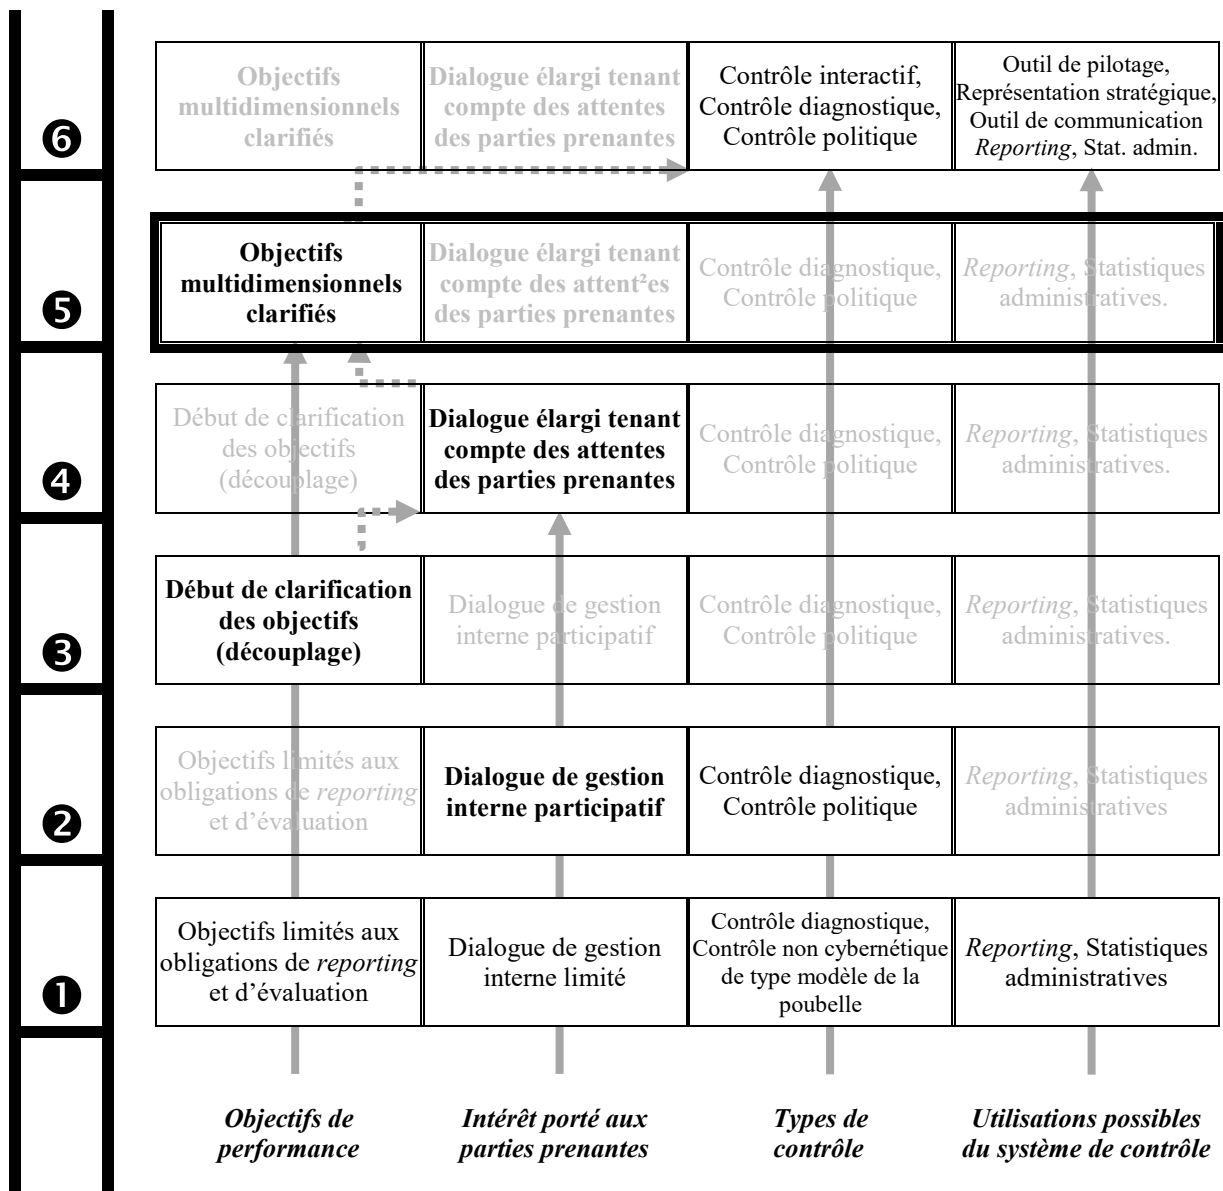 ❻
Objectifs
multidimensionnels
clarifiés
Dialogue élargi tenant
compte des attentes
des parties prenantes
Contrôle interactif,
Contrôle diagnostique,
Contrôle politique
Outil de pilotage,
Représentation stratégique,
Outil de communication
Reporting, Stat. admin.
❺
Objectifs
multidimensionnels
clarifiés
Dialogue élargi tenant
compte des attent²es
des parties prenantes
Contrôle diagnostique,
Contrôle politique
Reporting, Statistiques
administratives.
❹
Début de clarification
des objectifs
(découplage)
Dialogue élargi tenant
compte des attentes
des parties prenantes
Contrôle diagnostique,
Contrôle politique
Reporting, Statistiques
administratives.
❸
Début de clarification
des objectifs
(découplage)
Dialogue de gestion
interne participatif
Contrôle diagnostique,
Contrôle politique
Reporting, Statistiques
administratives.
❷
Objectifs limités aux
obligations de reporting
et d’évaluation
Dialogue de gestion
interne participatif
Contrôle diagnostique,
Contrôle politique
Reporting, Statistiques
administratives
❶
Objectifs limités aux
obligations de reporting
et d’évaluation
Dialogue de gestion
interne limité
Contrôle diagnostique,
Contrôle non cybernétique
de type modèle de la
poubelle
Reporting, Statistiques
administratives
Objectifs de
performance
Intérêt porté aux
parties prenantes
Types de
contrôle
Utilisations possibles
du système de contrôle